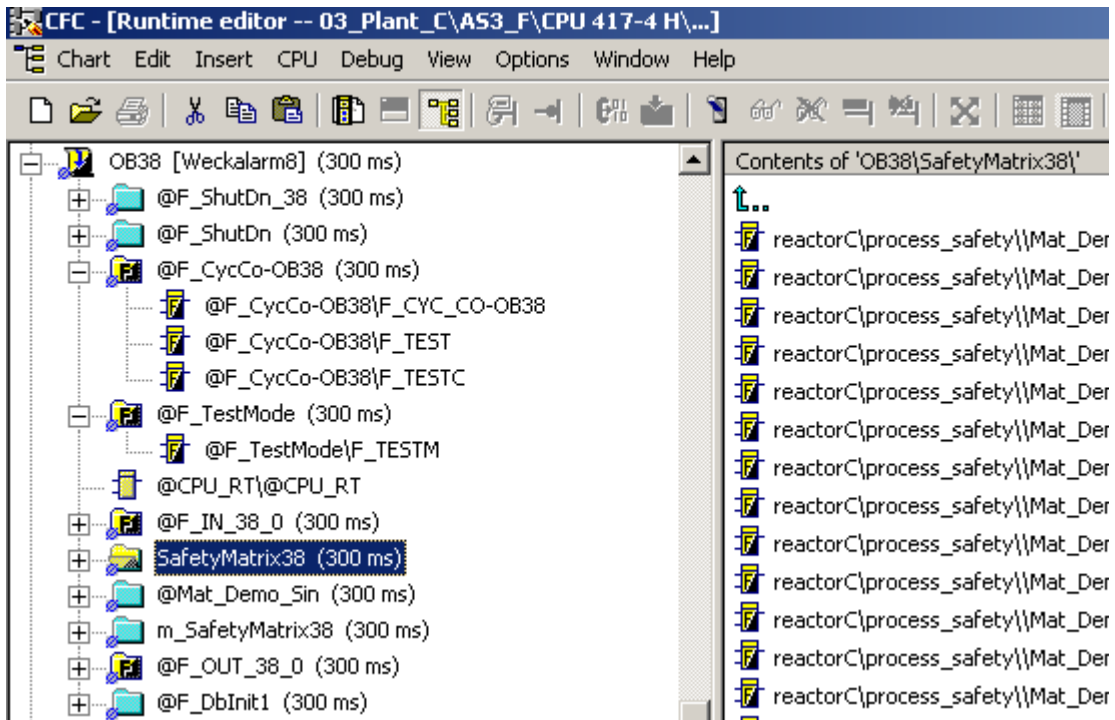 CFC - [Runtime editor -- 03_Plant_C\AS3_F\CPU 417-4 H\...]
Chart Edit Insert CPU Debug View Options Window Help
OB38 [Weckalarm8] (300 ms)
@F_ShutDn_38 (300 ms)
@F_ShutDn (300 ms)
@F_CycCo-OB38 (300 ms)
@F_CycCo-OB38\F_CYC_CO-OB38
@F_CycCo-OB38\F_TEST
@F_CycCo-OB38\F_TESTC
@F_TestMode (300 ms)
@F_TestMode\F_TESTM
@CPU_RT\@CPU_RT
@F_IN_38_0 (300 ms)
SafetyMatrix38 (300 ms)
@Mat_Demo_Sin (300 ms)
m_SafetyMatrix38 (300 ms)
@F_OUT_38_0 (300 ms)
@F_DbInit1 (300 ms)
Contents of 'OB38\SafetyMatrix38\'
..
reactorC\process_safety\\Mat_Der
reactorC\process_safety\\Mat_Der
reactorC\process_safety\\Mat_Der
reactorC\process_safety\\Mat_Der
reactorC\process_safety\\Mat_Der
reactorC\process_safety\\Mat_Der
reactorC\process_safety\\Mat_Der
reactorC\process_safety\\Mat_Der
reactorC\process_safety\\Mat_Der
reactorC\process_safety\\Mat_Der
reactorC\process_safety\\Mat_Der
reactorC\process_safety\\Mat_Der
reactorC\process_safety\\Mat_Der